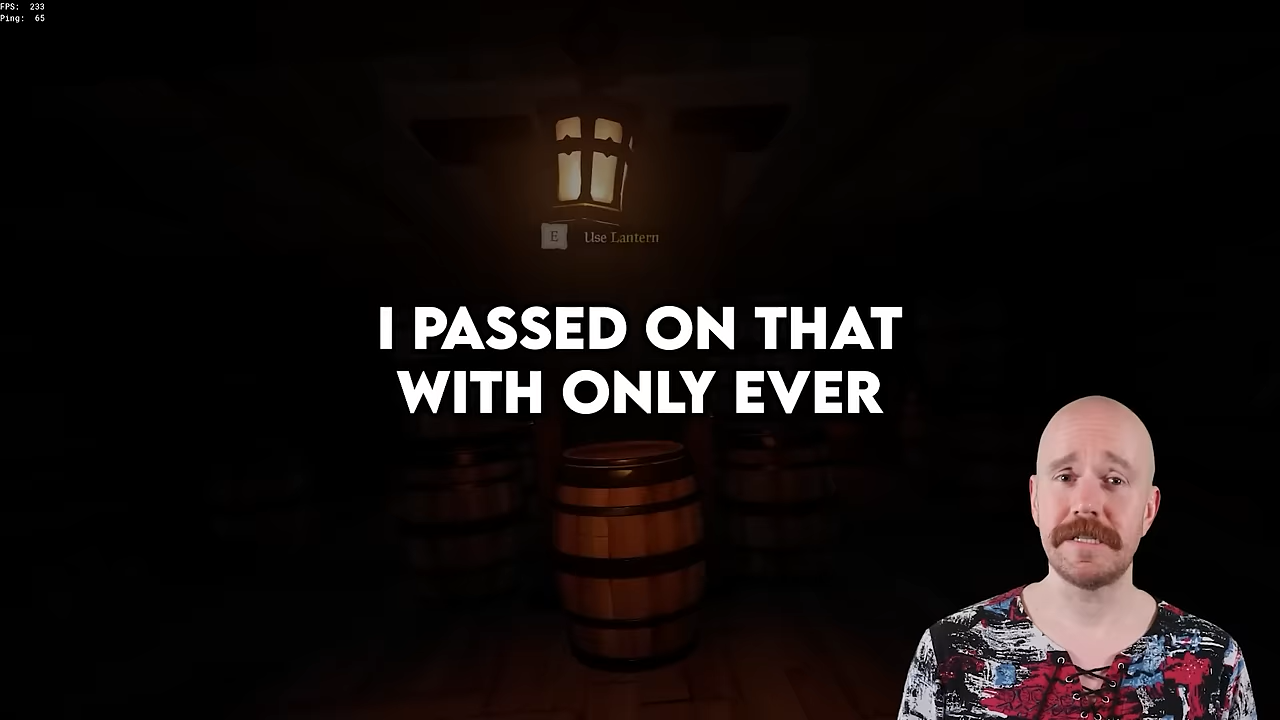 FPS: 233
Ping: 65
E Use Lantern
I PASSED ON THAT
WITH ONLY EVER